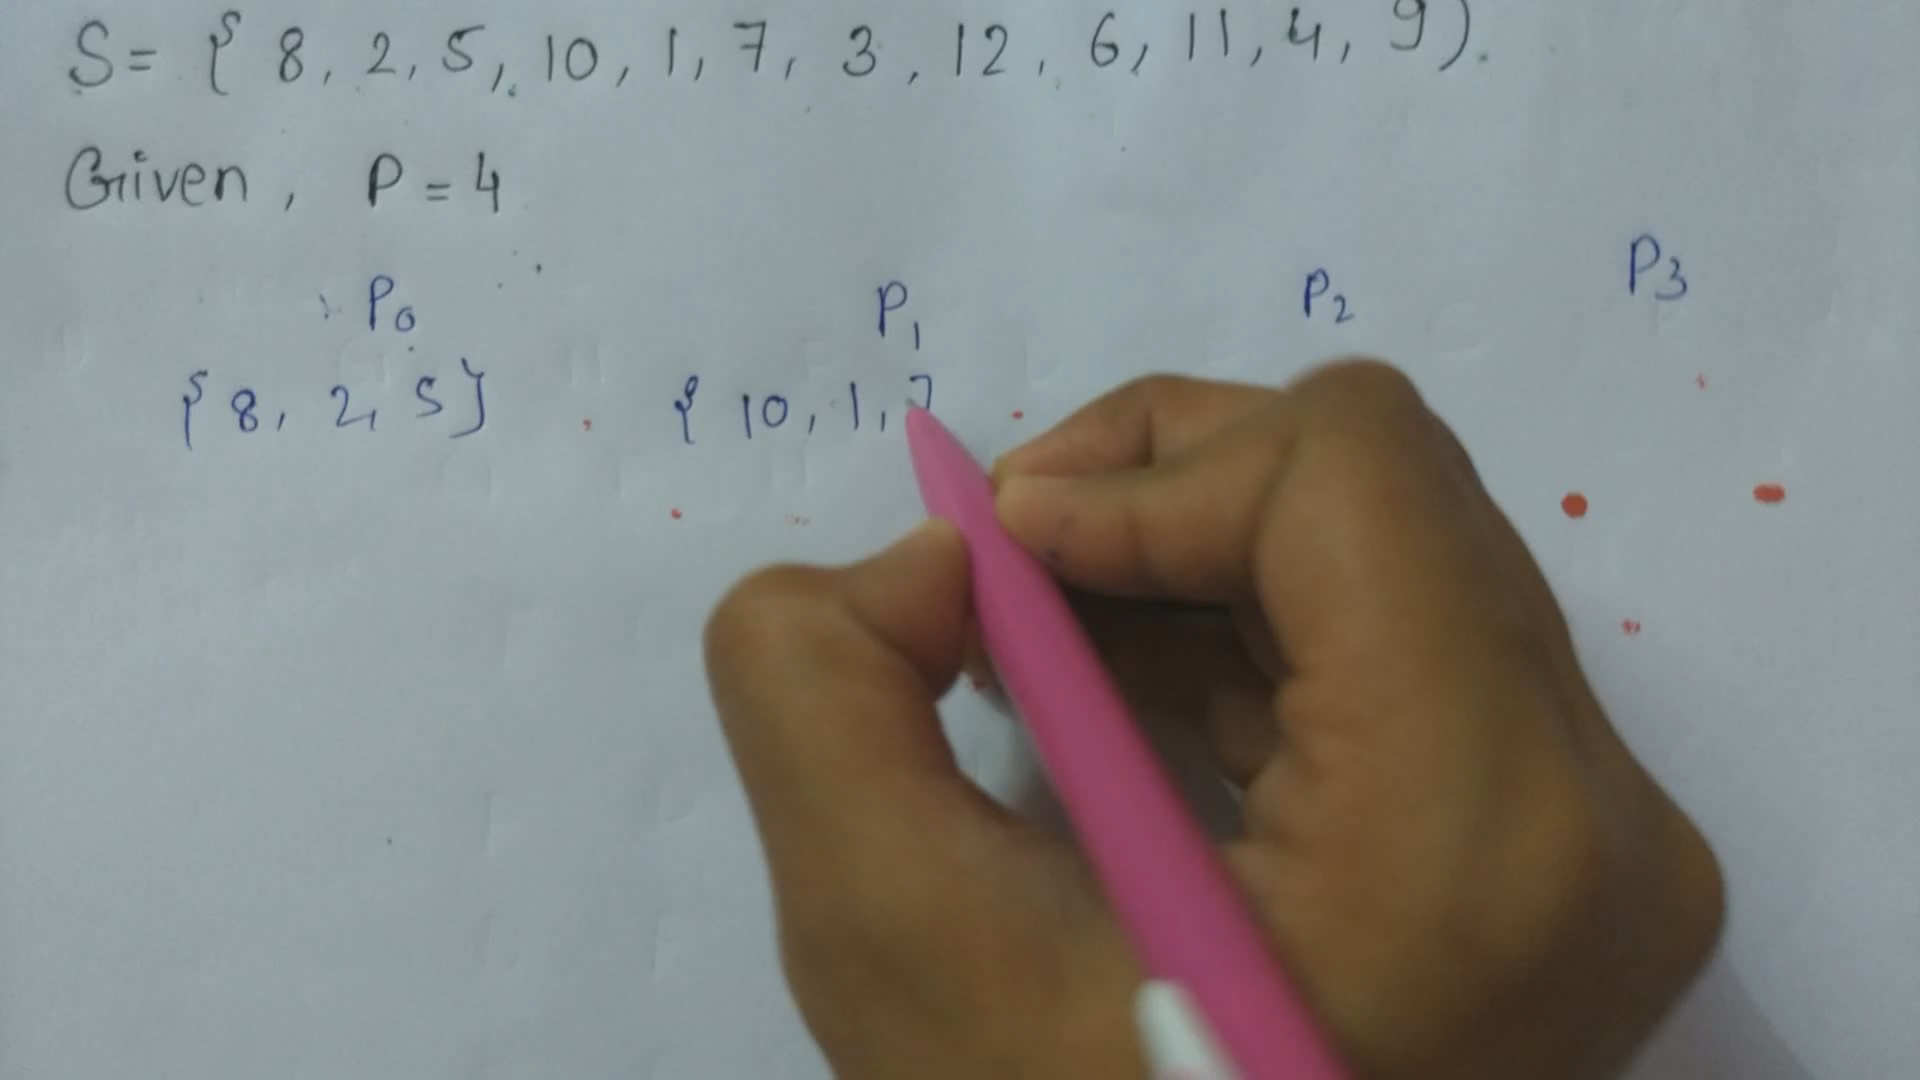 S= { 8, 2, 5, 10, 1, 7, 3, 12, 6, 11, 4, 9).
Given, P = 4
P0 P1 P2 P3
{ 8, 2, 5} { 10, 1, 7